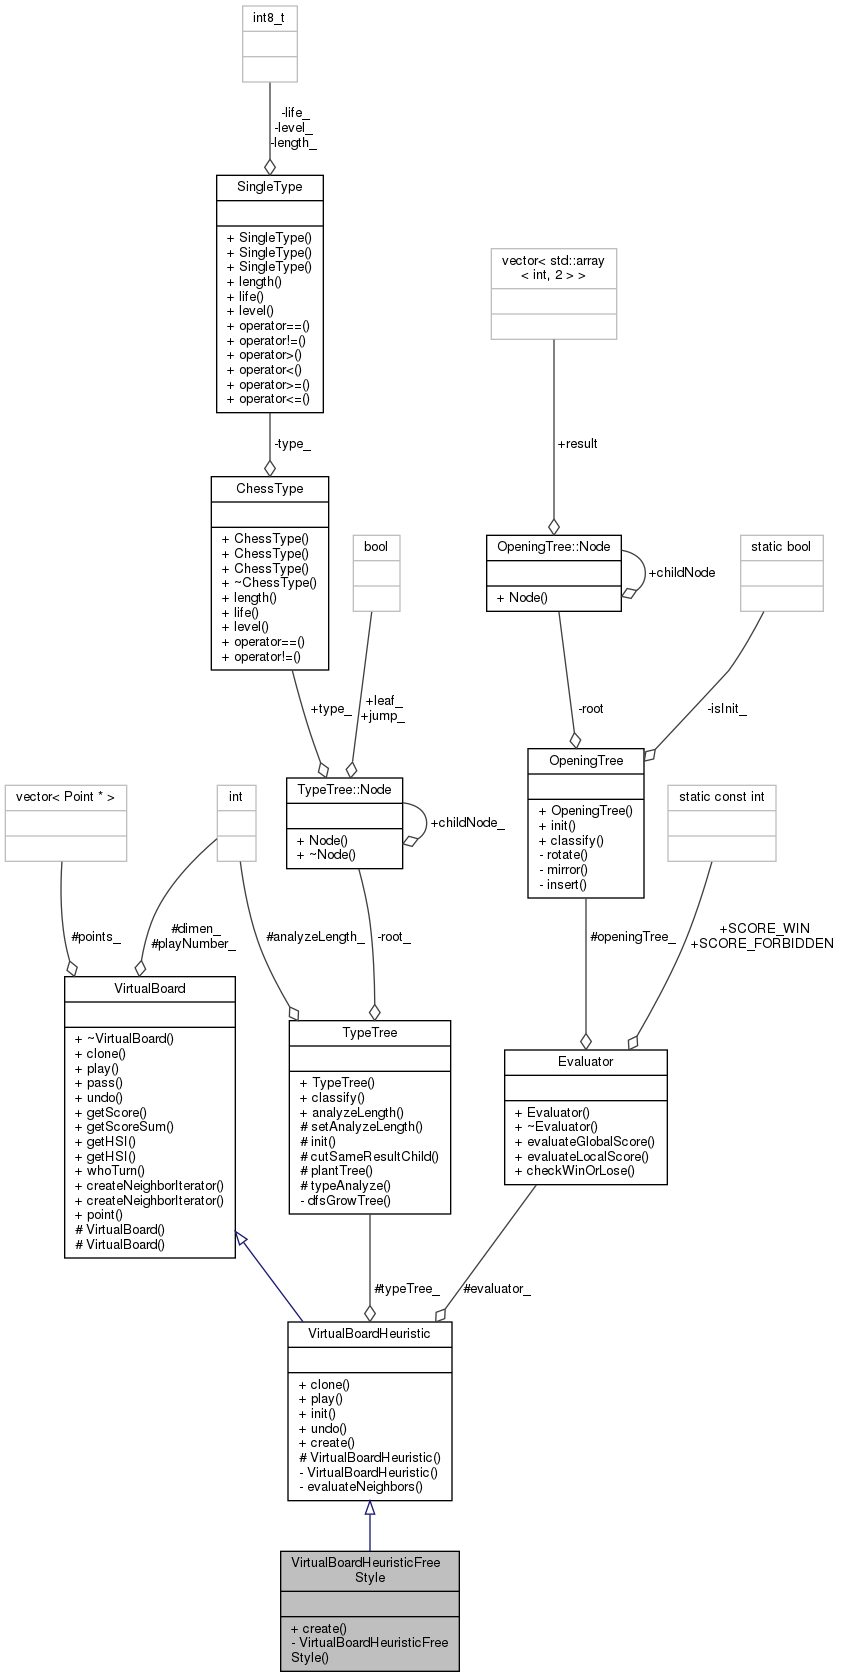 int8_t
-life_
-level_
-length_
SingleType
+ SingleType()
+ SingleType()
+ SingleType()
+ length()
+ life()
+ level()
+ operator==()
+ operator!=()
+ operator>()
+ operator<()
+ operator>=()
+ operator<=()
vector< std::array
< int, 2 > >
+result
-type_
ChessType
+ ChessType()
+ ChessType()
+ ChessType()
+ ~ChessType()
+ length()
+ life()
+ level()
+ operator==()
+ operator!=()
bool
OpeningTree::Node
+ Node()
+childNode
static bool
+type_
+leaf_
+jump_
-root
-isInit_
vector< Point * >
int
TypeTree::Node
+ Node()
+ ~Node()
+childNode_
OpeningTree
+ OpeningTree()
+ init()
+ classify()
- rotate()
- mirror()
- insert()
static const int
#points_
#dimen_
#playNumber_
#analyzeLength_
-root_
#openingTree_
+SCORE_WIN
+SCORE_FORBIDDEN
VirtualBoard
+ ~VirtualBoard()
+ clone()
+ play()
+ pass()
+ undo()
+ getScore()
+ getScoreSum()
+ getHSI()
+ getHSI()
+ whoTurn()
+ createNeighborIterator()
+ createNeighborIterator()
+ point()
# VirtualBoard()
# VirtualBoard()
TypeTree
+ TypeTree()
+ classify()
+ analyzeLength()
# setAnalyzeLength()
# init()
# cutSameResultChild()
# plantTree()
# typeAnalyze()
- dfsGrowTree()
Evaluator
+ Evaluator()
+ ~Evaluator()
+ evaluateGlobalScore()
+ evaluateLocalScore()
+ checkWinOrLose()
#typeTree_
#evaluator_
VirtualBoardHeuristic
+ clone()
+ play()
+ init()
+ undo()
+ create()
# VirtualBoardHeuristic()
- VirtualBoardHeuristic()
- evaluateNeighbors()
VirtualBoardHeuristicFree
Style
+ create()
- VirtualBoardHeuristicFree
Style()